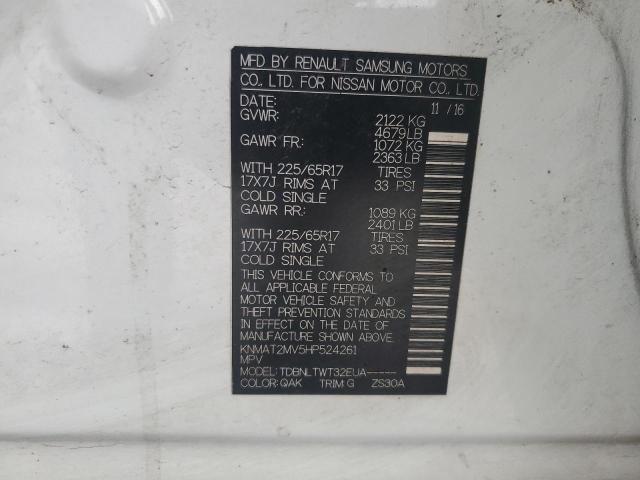 MFD BY RENAULT SAMSUNG MOTORS
CO., LTD. FOR NISSAN MOTOR CO., LTD.
DATE: 11 / 16
GVWR: 2122 KG
4679LB
GAWR FR: 1072 KG
2363 LB
WITH 225/65R17 TIRES
17X7J RIMS AT 33 PSI
COLD SINGLE
GAWR RR: 1089 KG
2401 LB
WITH 225/65R17 TIRES
17X7J RIMS AT 33 PSI
COLD SINGLE
THIS VEHICLE CONFORMS TO
ALL APPLICABLE FEDERAL
MOTOR VEHICLE SAFETY AND
THEFT PREVENTION STANDARDS
IN EFFECT ON THE DATE OF
MANUFACTURE SHOWN ABOVE.
KNMAT2MV5HP524261
MPV
MODEL: TDBNLTWT32EUA-----
COLOR: QAK TRIM: G ZS30A